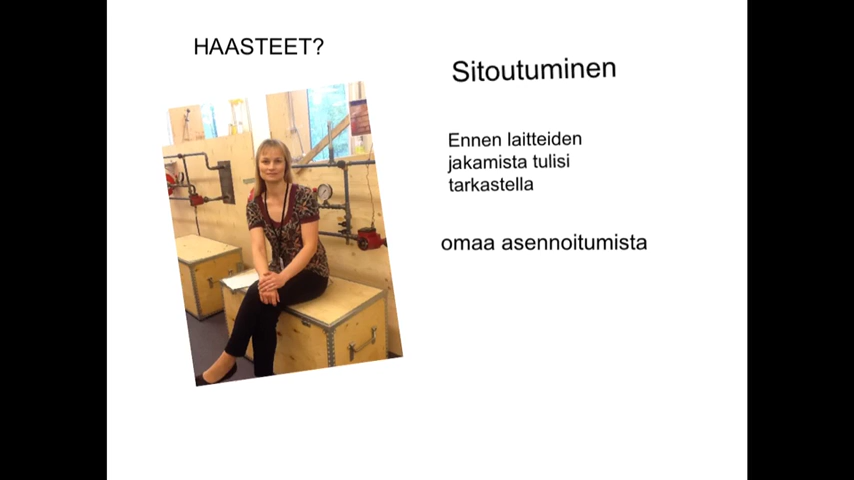 HAASTEET?
Sitoutuminen
Ennen laitteiden
jakamista tulisi
tarkastella
omaa asennoitumista